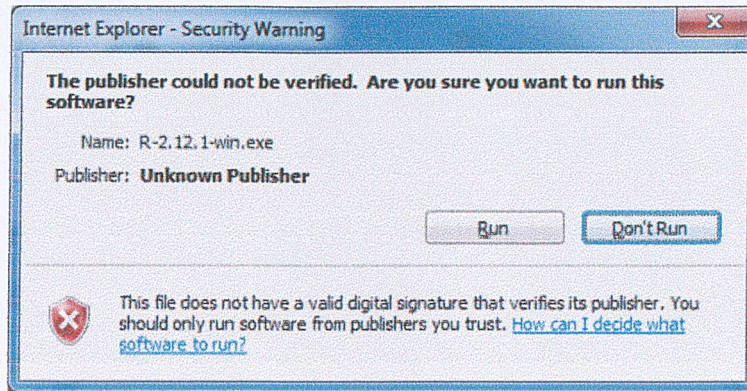 Internet Explorer - Security Warning
The publisher could not be verified. Are you sure you want to run this
software?
Name: R-2.12.1-win.exe
Publisher: Unknown Publisher
Run
Don't Run
This file does not have a valid digital signature that verifies its publisher. You
should only run software from publishers you trust. How can I decide what
software to run?